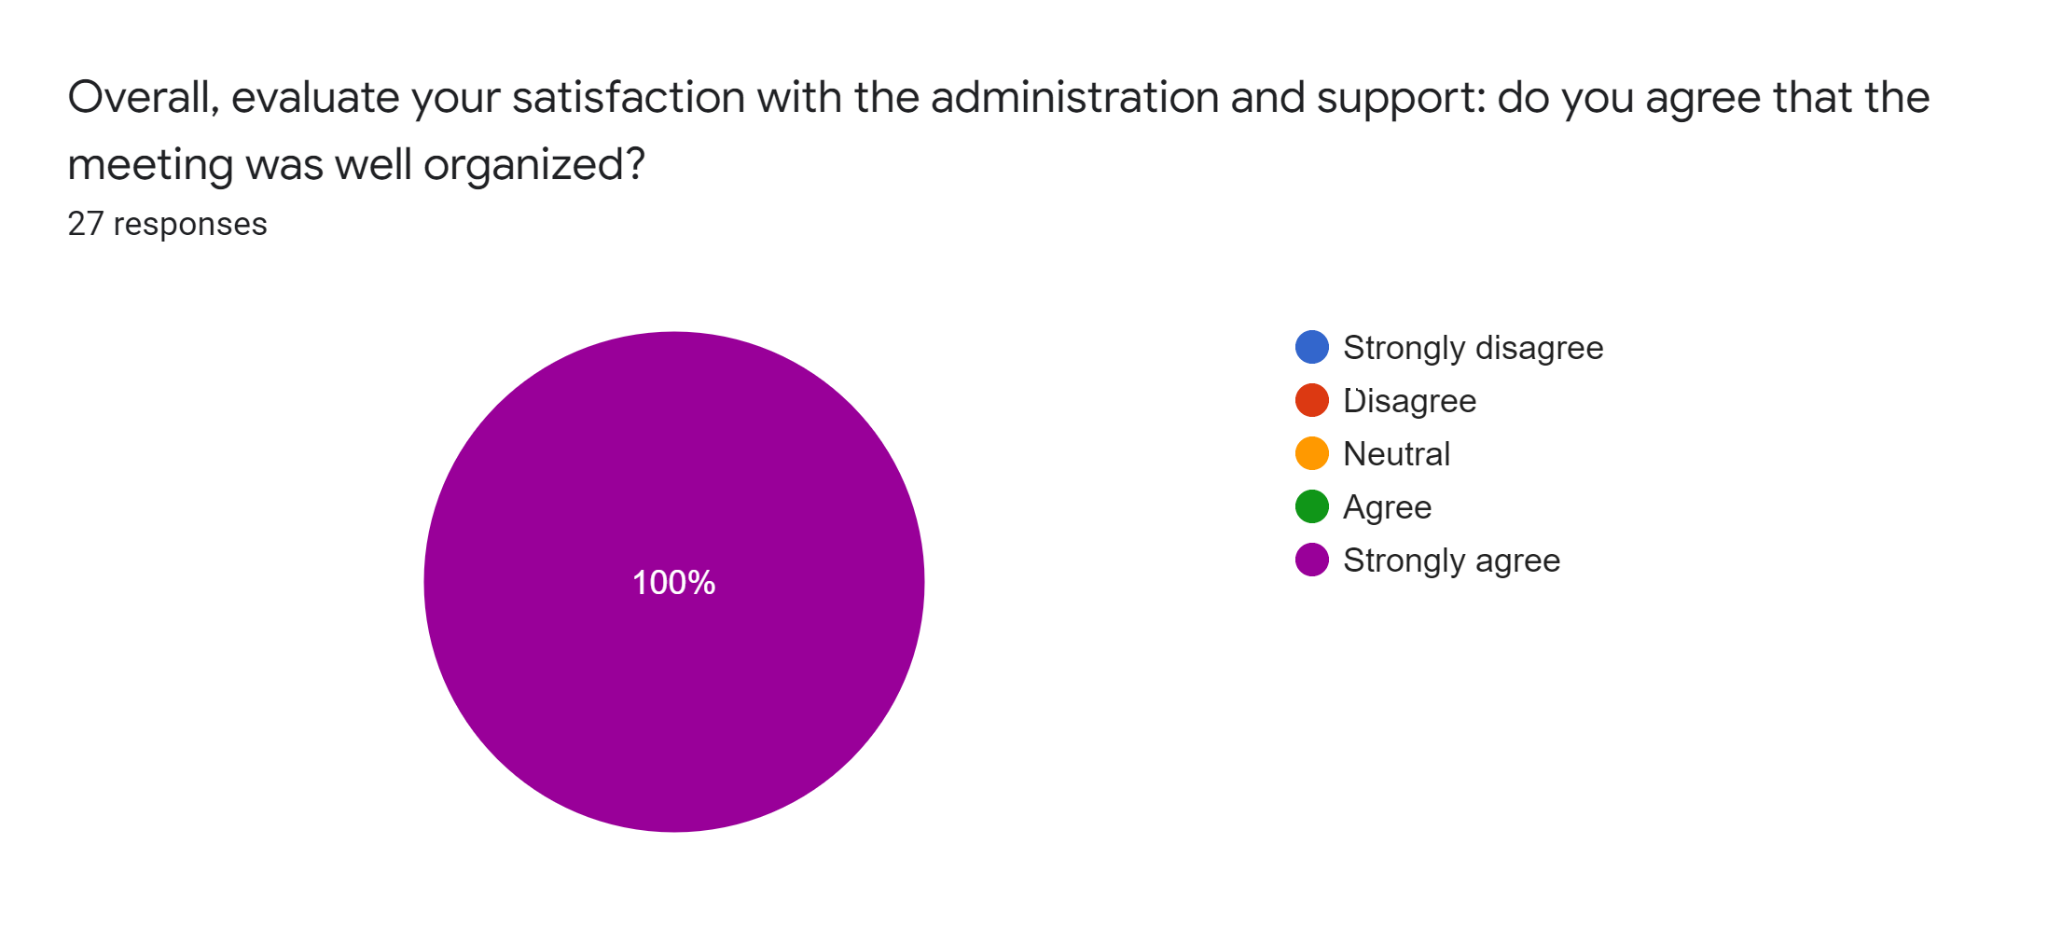 Overall, evaluate your satisfaction with the administration and support: do you agree that the
meeting was well organized?
27 responses
100%
Strongly disagree
Disagree
Neutral
Agree
Strongly agree